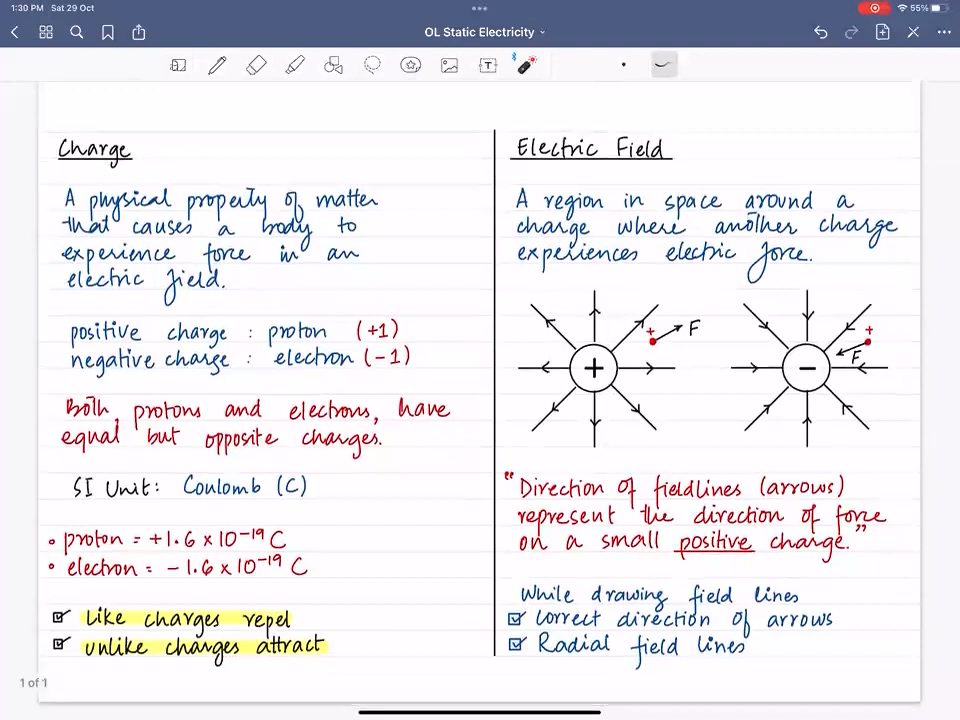 1:30 PM Sat 29 Oct
55%
OL Static Electricity
Charge
A physical property of matter
that causes a body to
experience force in an
electric field.
positive charge : proton (+1)
negative charge : electron (-1)
Both, protons and electrons, have
equal but opposite charges.
SI Unit: Coulomb (C)
• proton = +1.6 x 10⁻¹⁹ C
• electron = -1.6 x 10⁻¹⁹ C
Like charges repel
unlike charges attract
Electric Field
A region in space around a
charge where another charge
experiences electric force.
+ F
+
+
F
−
"Direction of fieldlines (arrows)
represent the direction of force
on a small positive charge."
While drawing field lines
Correct direction of arrows
Radial field lines
1 of 1